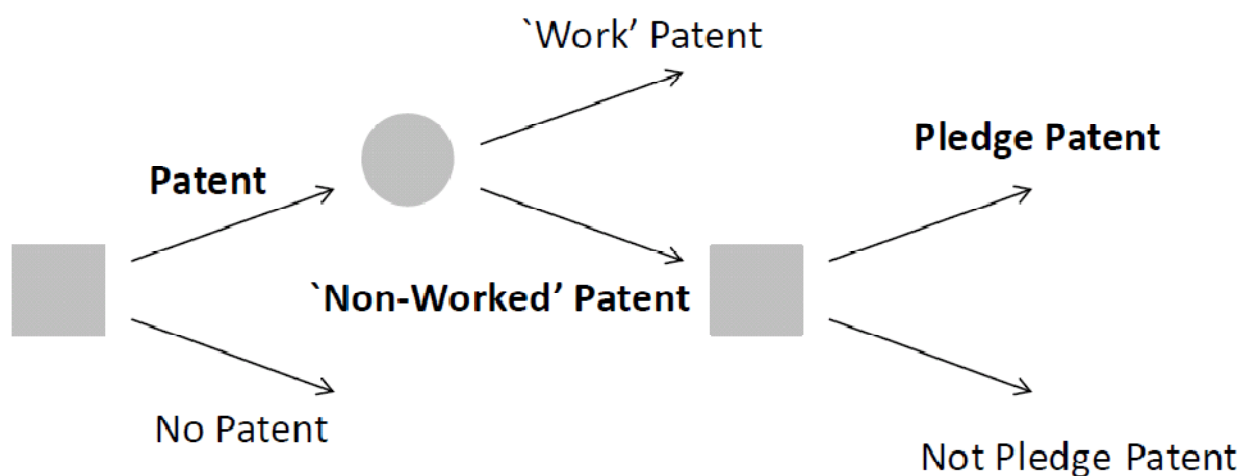 `Work’ Patent
Pledge Patent
Patent
`Non-Worked’ Patent
No Patent
Not Pledge Patent